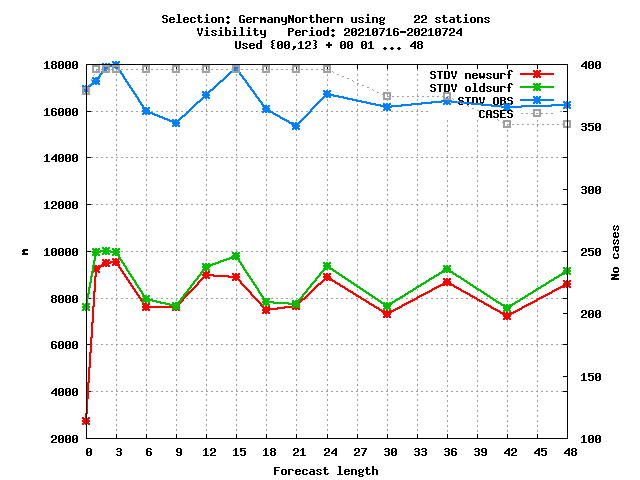 Selection: GermanyNorthern using    22 stations
Visibility   Period: 20210716-20210724
Used {00,12} + 00 01 ... 48
18000
16000
14000
12000
10000
8000
6000
4000
2000
m
400
350
300
250
200
150
100
No cases
STDV newsurf
STDV oldsurf
STDV OBS
CASES
0 3 6 9 12 15 18 21 24 27 30 33 36 39 42 45 48
Forecast length